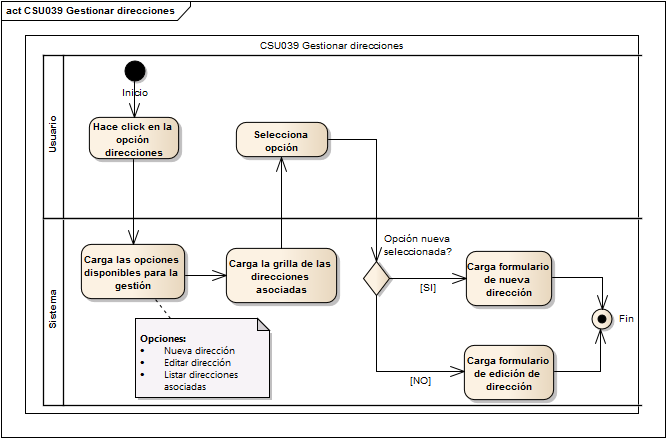 act CSU039 Gestionar direcciones
CSU039 Gestionar direcciones
Usuario
Inicio
Hace click en la
opción
direcciones
Selecciona
opción
Sistema
Carga las opciones
disponibles para la
gestión
Carga la grilla de las
direcciones
asociadas
Opción nueva
seleccionada?
[SI]
Carga formulario
de nueva
dirección
Fin
[NO]
Carga formulario
de edición de
dirección
Opciones:
• Nueva dirección
• Editar dirección
• Listar direcciones
asociadas